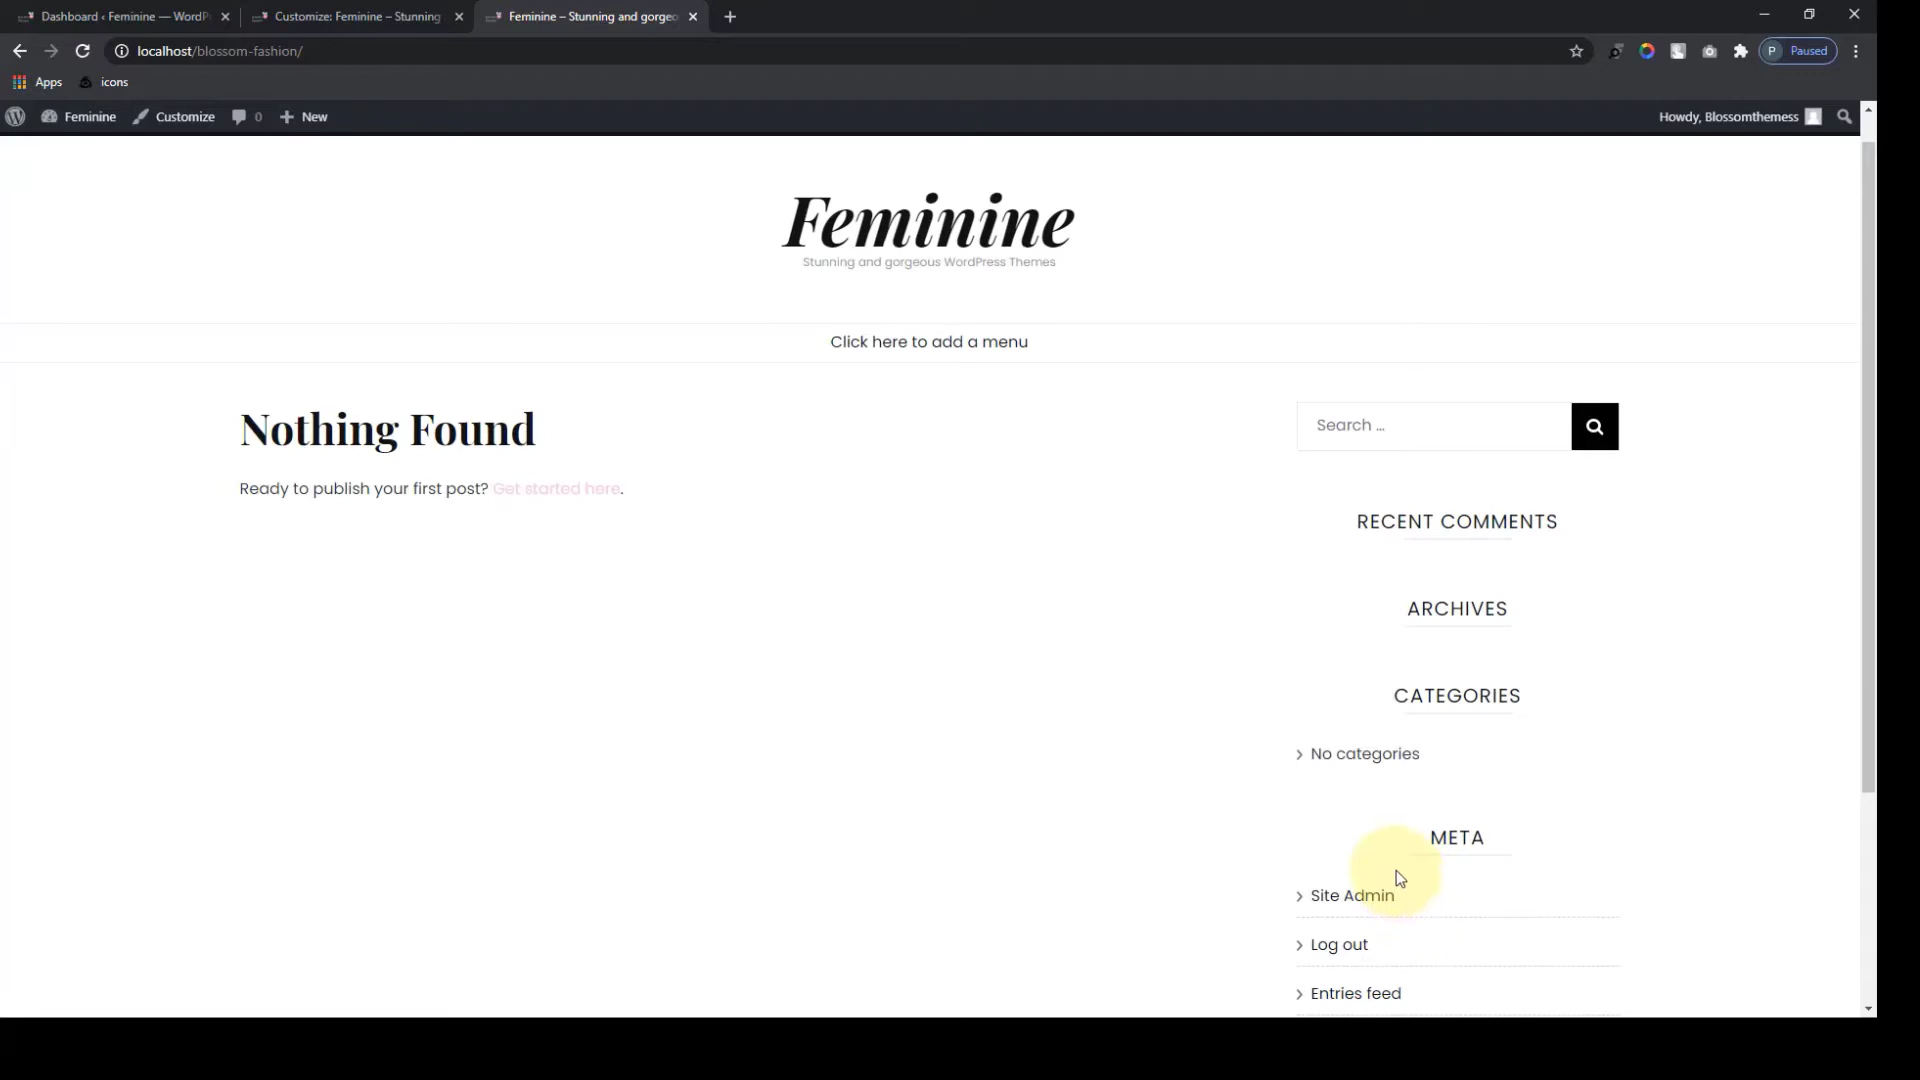 Dashboard ‹ Feminine — WordP
Customize: Feminine – Stunning
Feminine – Stunning and gorgeo
localhost/blossom-fashion/
P Paused
Apps
icons
Feminine
Customize
0
New
Howdy, Blossomthemess
Feminine
Stunning and gorgeous WordPress Themes
Click here to add a menu
Nothing Found
Ready to publish your first post? Get started here.
Search …
RECENT COMMENTS
ARCHIVES
CATEGORIES
No categories
META
Site Admin
Log out
Entries feed